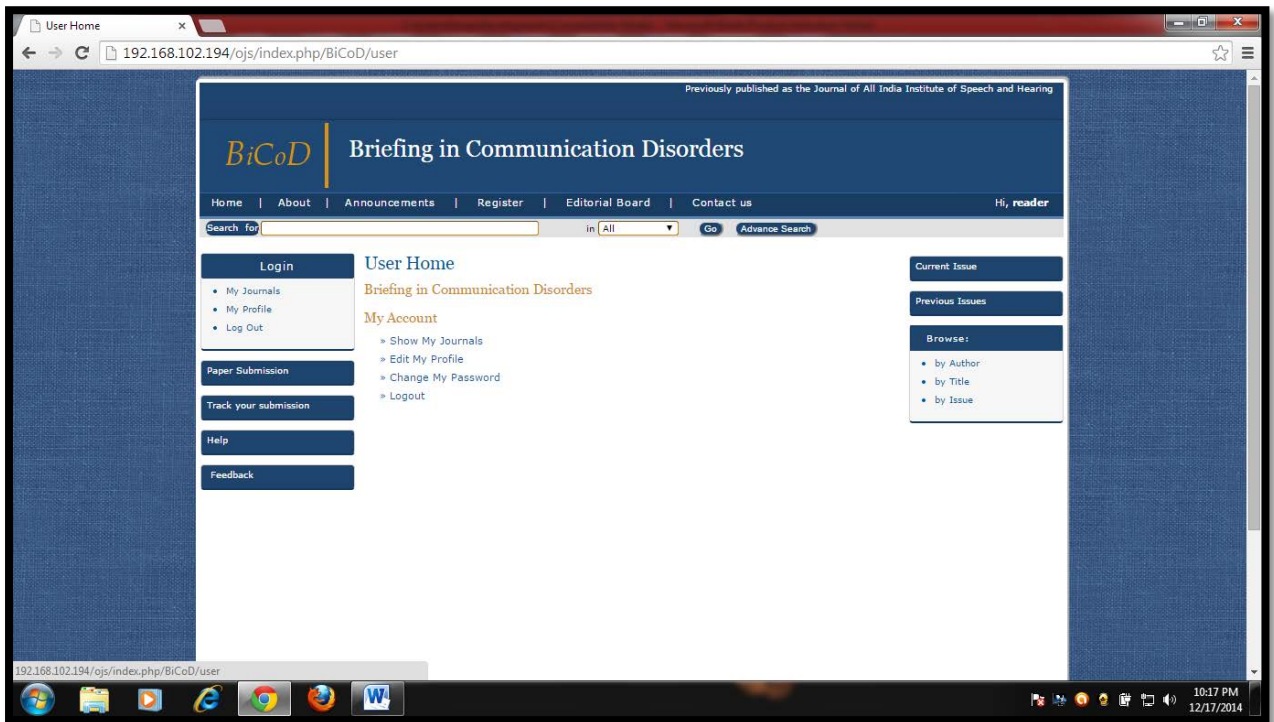 User Home
192.168.102.194/ojs/index.php/BiCoD/user
Previously published as the Journal of All India Institute of Speech and Hearing
BiCoD
Briefing in Communication Disorders
Home | About | Announcements | Register | Editorial Board | Contact us
Hi, reader
Search for in All Go Advance Search
Login
My Journals
My Profile
Log Out
Paper Submission
Track your submission
Help
Feedback
User Home
Briefing in Communication Disorders
My Account
» Show My Journals
» Edit My Profile
» Change My Password
» Logout
Current Issue
Previous Issues
Browse:
by Author
by Title
by Issue
192.168.102.194/ojs/index.php/BiCoD/user
10:17 PM
12/17/2014